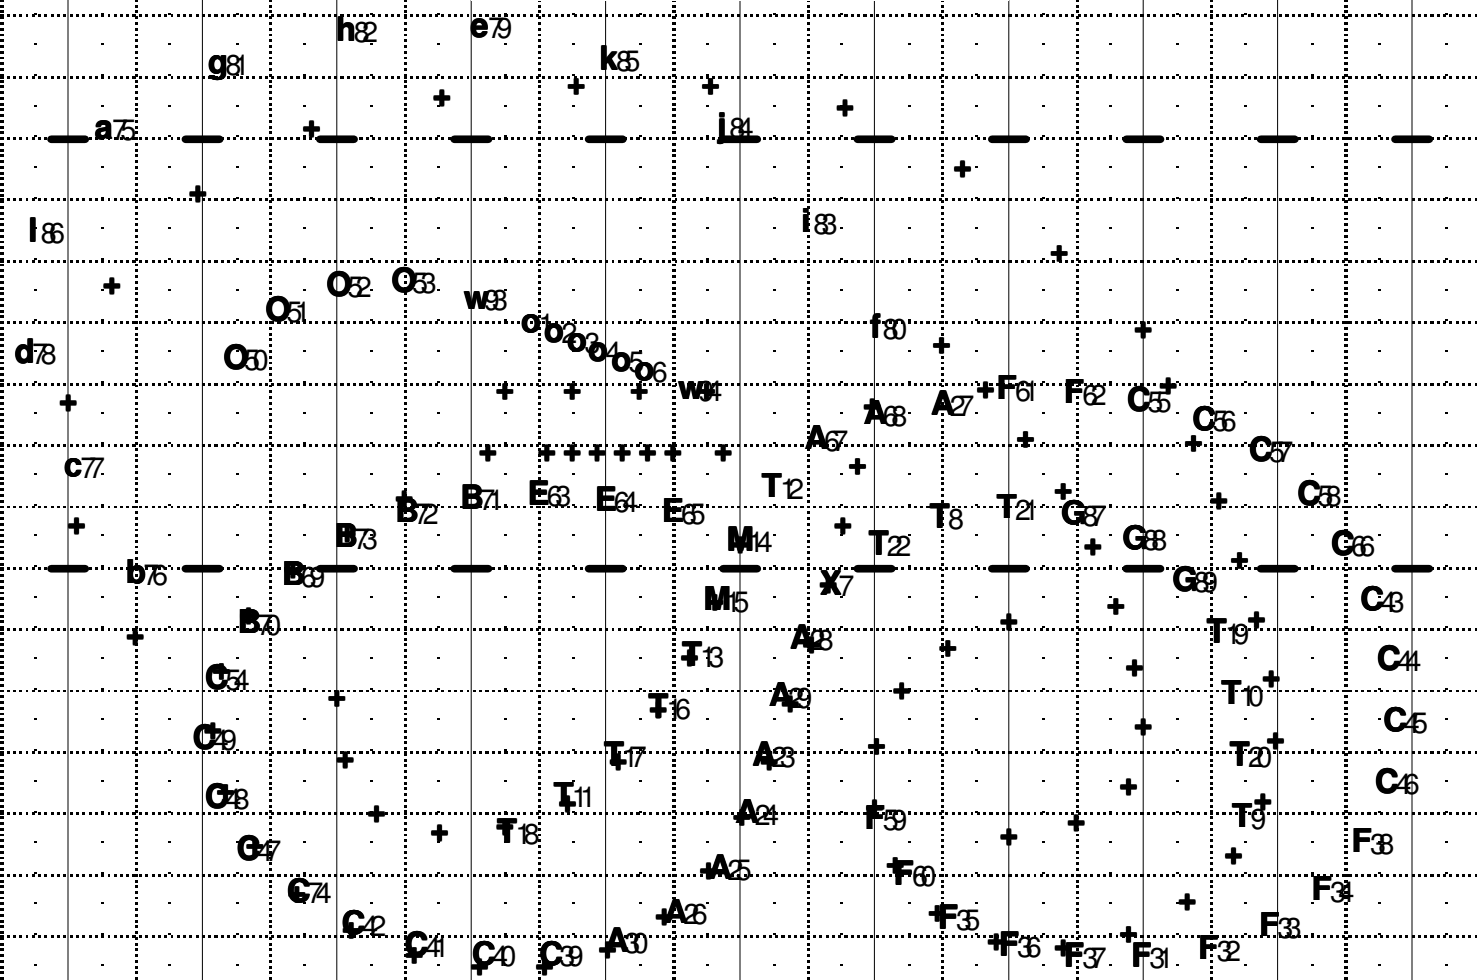 h82 e79
g81 k85
a75 j84
l86 i83
O52 O53
O51 w93
o1 o2 o3 o4 o5 o6 f80
d78 O50
w94 F61 F62 C55
A68 A27 C56
A67 C57
c77
T12 C58
B72 B71 E63 E64 E65 T8 T21 G87
B73 M14 T22 G88 C66
b76 B69 X7 G89
B70 M15 C43
T19
C54 T13 A28 C44
T16 A29 T10
C49 T17 A23 T20 C45
C48 T11 C46
T18 A24 F59 T9
C47 F38
C74 A25 F60 F34
C42 A26 F35 F33
C41 C40 C39 A30 F36 F37 F31 F32